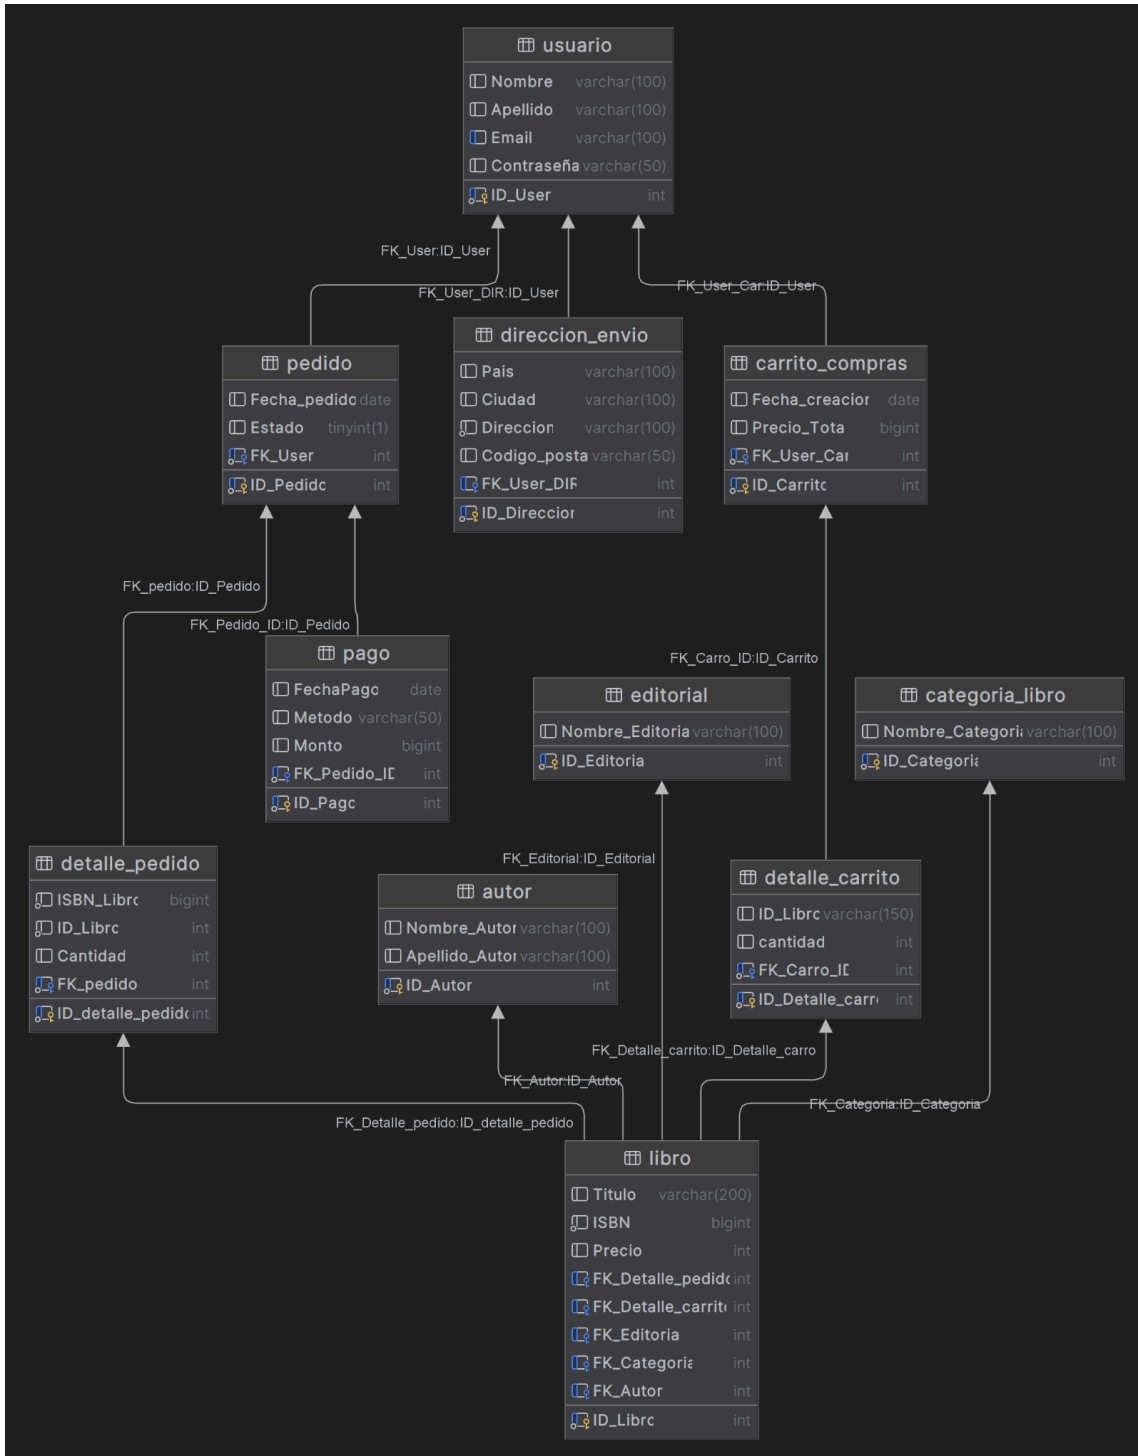 usuario
Nombre varchar(100)
Apellido varchar(100)
Email varchar(100)
Contraseña varchar(50)
ID_User int
FK_User:ID_User
FK_User_DIR:ID_User
FK_User_Car:ID_User
pedido
Fecha_pedido date
Estado tinyint(1)
FK_User int
ID_Pedido int
direccion_envio
Pais varchar(100)
Ciudad varchar(100)
Direccion varchar(100)
Codigo_posta varchar(50)
FK_User_DIR int
ID_Direccior int
carrito_compras
Fecha_creacior date
Precio_Tota bigint
FK_User_Car int
ID_Carrito int
FK_pedido:ID_Pedido
FK_Pedido_ID:ID_Pedido
FK_Carro_ID:ID_Carrito
pago
FechaPago date
Metodo varchar(50)
Monto bigint
FK_Pedido_ID int
ID_Pago int
editorial
Nombre_Editoria varchar(100)
ID_Editoria int
categoria_libro
Nombre_Categori varchar(100)
ID_Categoria int
detalle_pedido
ISBN_Libro bigint
ID_Libro int
Cantidad int
FK_pedido int
ID_detalle_pedido int
FK_Editorial:ID_Editorial
autor
Nombre_Autor varchar(100)
Apellido_Autor varchar(100)
ID_Autor int
detalle_carrito
ID_Libro varchar(150)
cantidad int
FK_Carro_ID int
ID_Detalle_carr int
FK_Detalle_carrito:ID_Detalle_carro
FK_Autor:ID_Autor
FK_Categoria:ID_Categoria
FK_Detalle_pedido:ID_detalle_pedido
libro
Titulo varchar(200)
ISBN bigint
Precio int
FK_Detalle_pedido int
FK_Detalle_carrit int
FK_Editoria int
FK_Categoria int
FK_Autor int
ID_Libro int